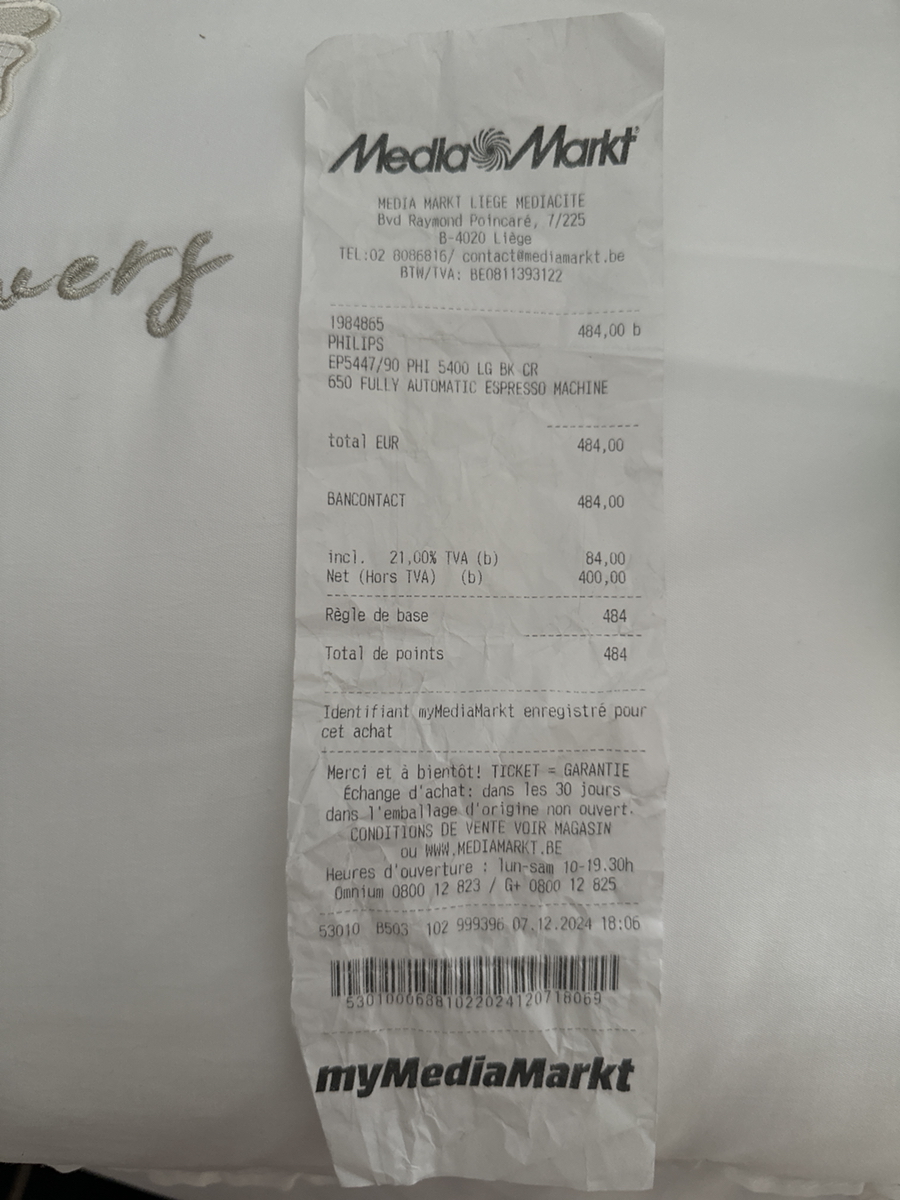 vers
Media Markt
MEDIA MARKT LIEGE MEDIACITE
Bvd Raymond Poincaré, 7/225
B-4020 Liège
TEL:02 8086816/ contact@mediamarkt.be
BTW/TVA: BE0811393122
1984865 484,00 b
PHILIPS
EP5447/90 PHI 5400 LG BK CR
650 FULLY AUTOMATIC ESPRESSO MACHINE
total EUR 484,00
BANCONTACT 484,00
incl. 21,00% TVA (b) 84,00
Net (Hors TVA) (b) 400,00
Règle de base 484
Total de points 484
Identifiant myMediaMarkt enregistré pour
cet achat
Merci et à bientôt! TICKET = GARANTIE
Échange d'achat: dans les 30 jours
dans l'emballage d'origine non ouvert.
CONDITIONS DE VENTE VOIR MAGASIN
ou WWW.MEDIAMARKT.BE
Heures d'ouverture : lun-sam 10-19.30h
Omnium 0800 12 823 / G+ 0800 12 825
53010 B503 102 999396 07.12.2024 18:06
53010006881022024120718069
myMediaMarkt